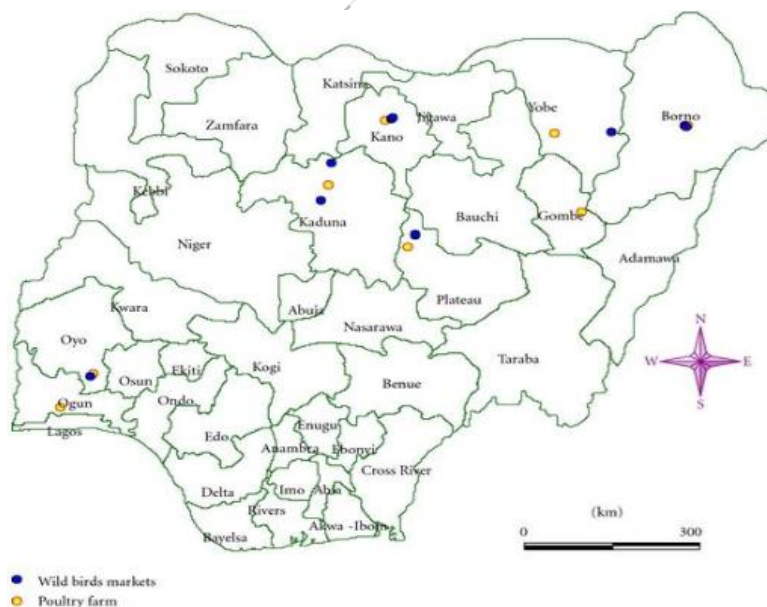 Sokoto
Katsina
Zamfara
Kano
Jigawa
Yobe
Borno
Kebbi
Kaduna
Bauchi
Gombe
Niger
Adamawa
Abuja
Plateau
Kwara
Nasarawa
Oyo
Kogi
Taraba
Osun
Ekiti
Benue
Ogun
Ondo
Lagos
Edo
Enugu
Anambra
Ebonyi
Cross River
Delta
Imo
Abia
Rivers
Bayelsa
Akwa -Ibom
N
W
E
S
(km)
0
300
Wild birds markets
Poultry farm